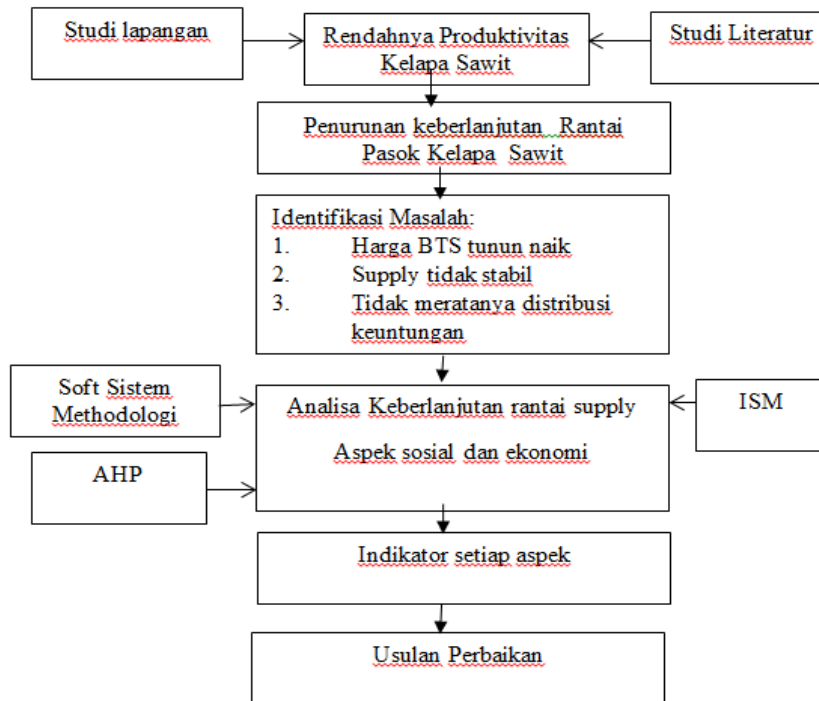 Studi lapangan
Rendahnya Produktivitas
Kelapa Sawit
Studi Literatur
Penurunan keberlanjutan Rantai
Pasok Kelapa Sawit
Identifikasi Masalah:
1. Harga BTS tunun naik
2. Supply tidak stabil
3. Tidak meratanya distribusi
keuntungan
Soft Sistem
Methodologi
Analisa Keberlanjutan rantai supply
Aspek sosial dan ekonomi
ISM
AHP
Indikator setiap aspek
Usulan Perbaikan